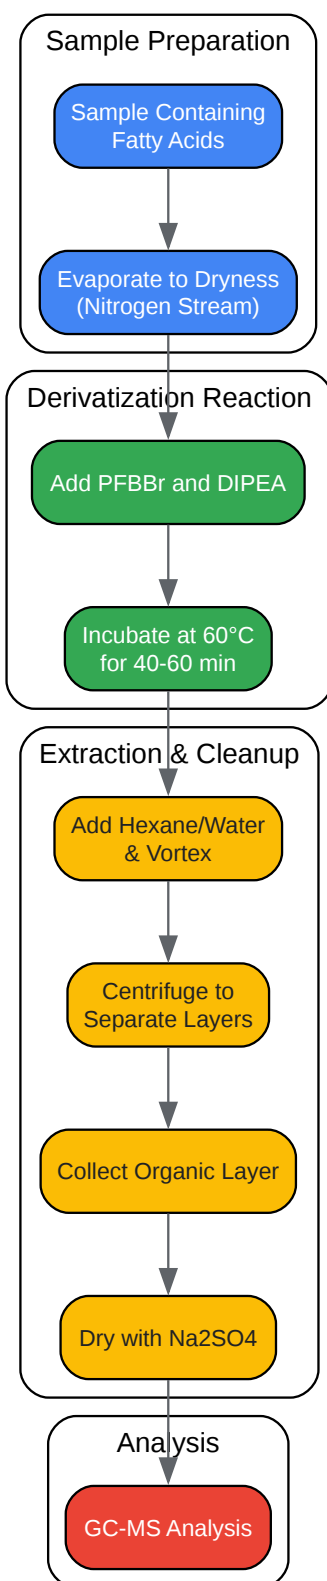 Sample Preparation
Sample Containing
Fatty Acids
Evaporate to Dryness
(Nitrogen Stream)
Derivatization Reaction
Add PFBBr and DIPEA
Incubate at 60°C
for 40-60 min
Extraction & Cleanup
Add Hexane/Water
& Vortex
Centrifuge to
Separate Layers
Collect Organic Layer
Dry with Na2SO4
Analysis
GC-MS Analysis